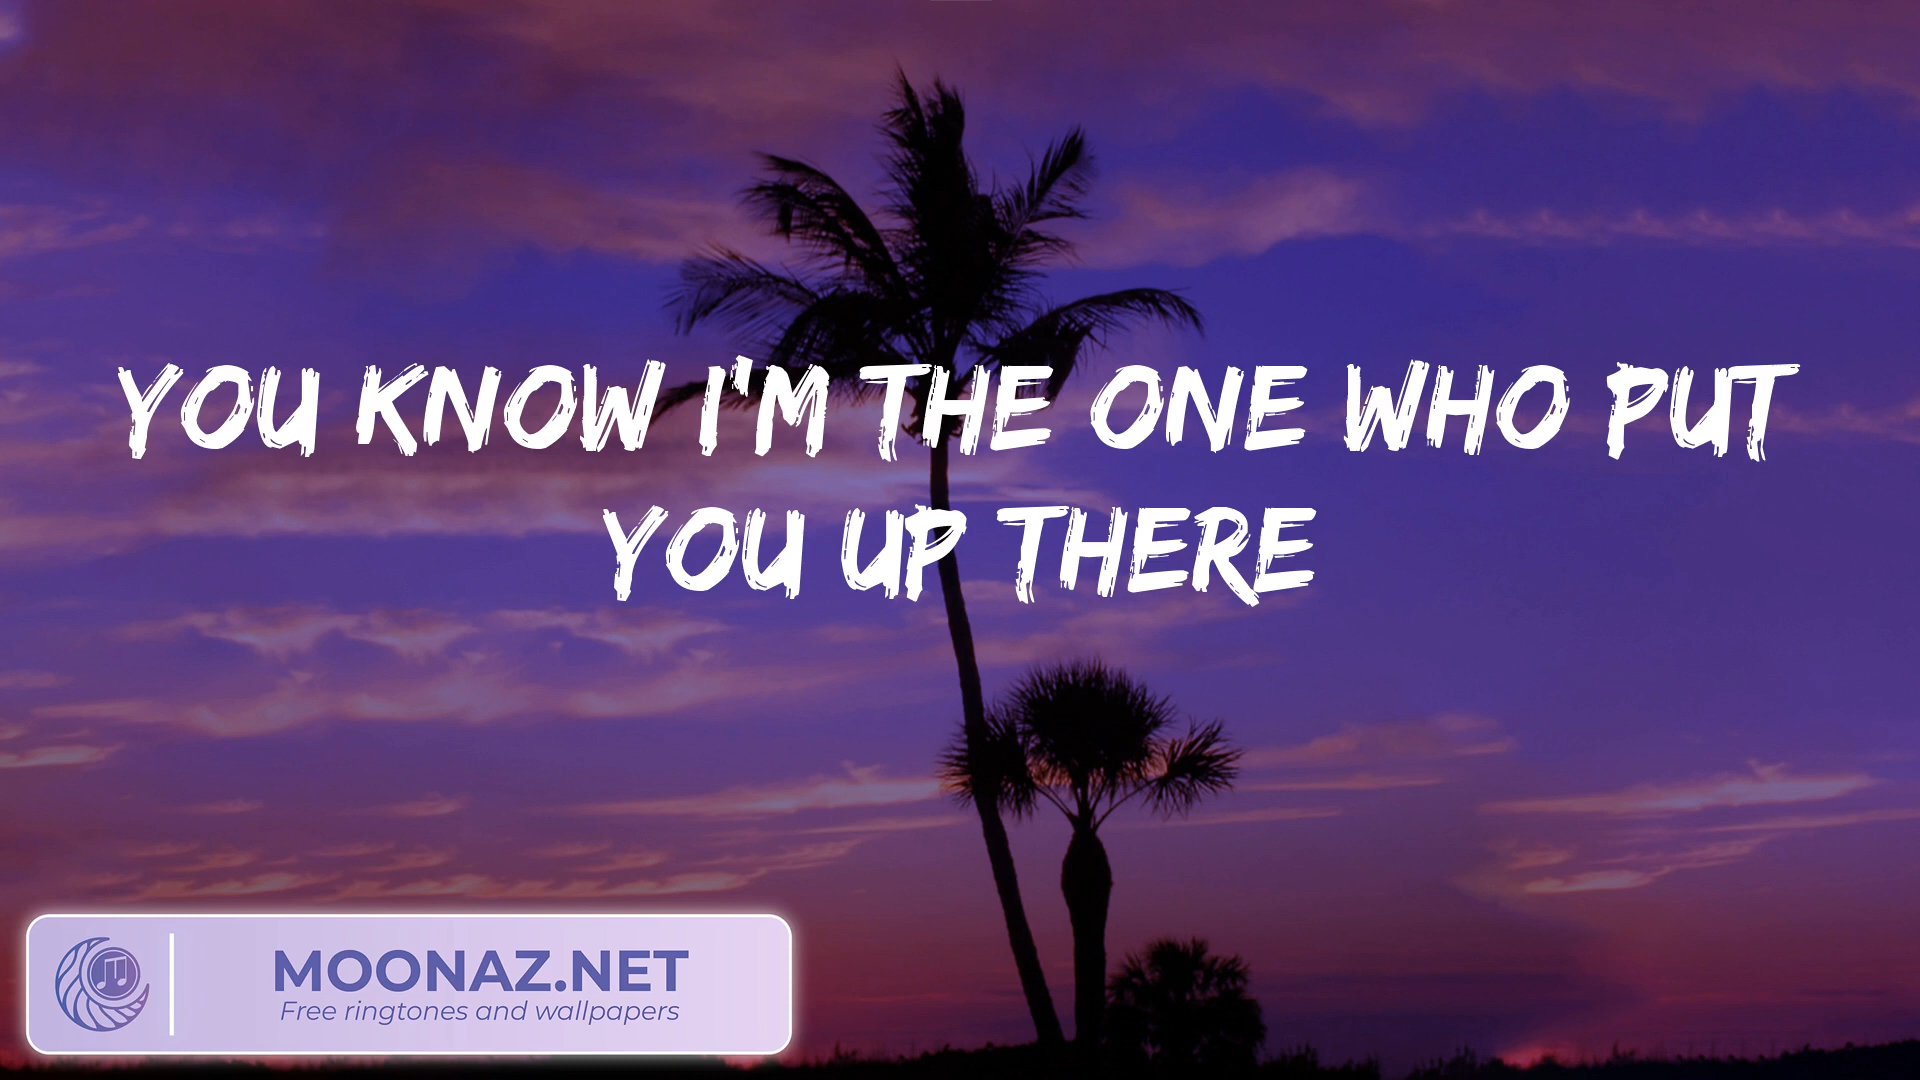 YOU KNOW I'M THE ONE WHO PUT
YOU UP THERE
MOONAZ.NET
Free ringtones and wallpapers